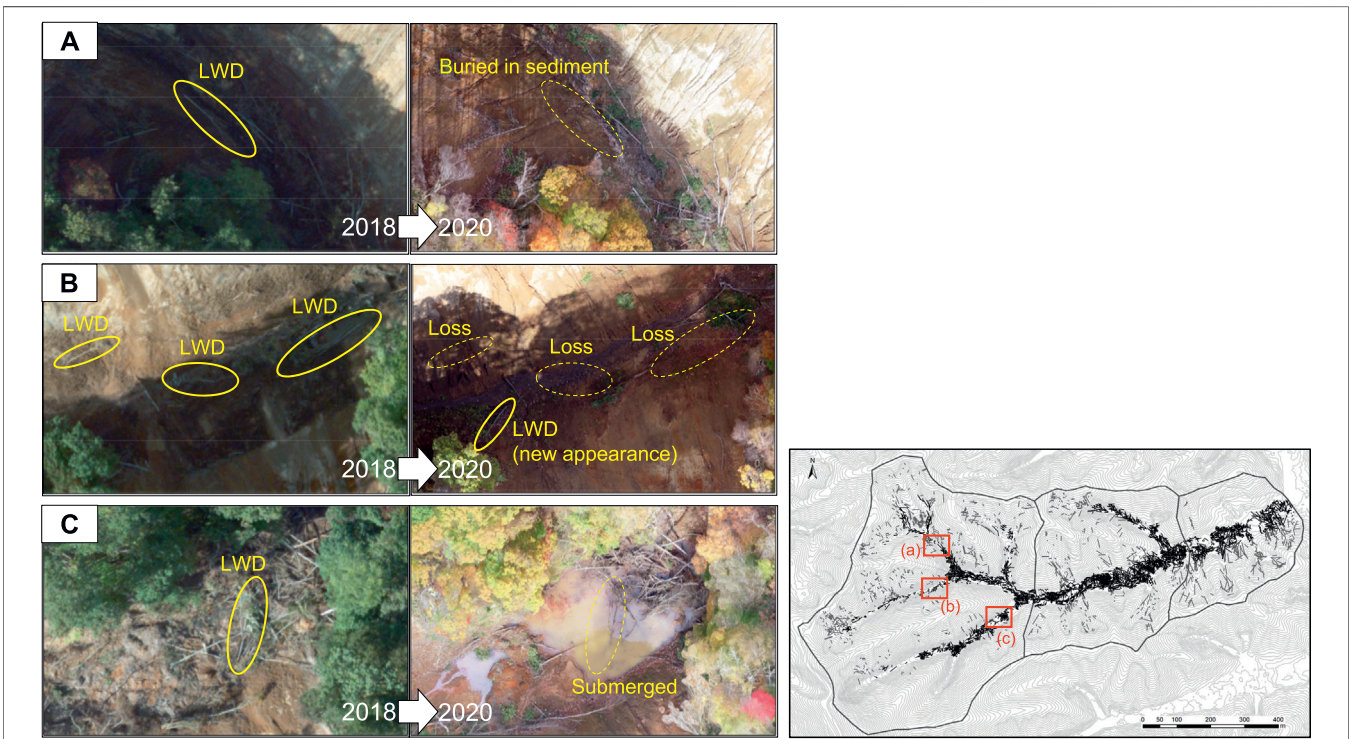 A
LWD
2018
Buried in sediment
2020
B
LWD
LWD
LWD
2018
Loss
Loss
Loss
LWD
(new appearance)
2020
C
LWD
2018
Submerged
2020
N
(a)
(b)
(c)
0 50 100 200 300 400
m